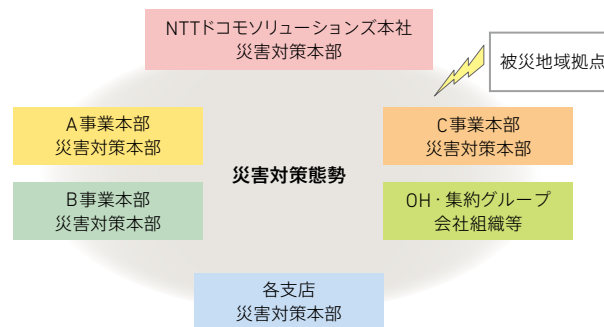 NTTドコモソリューションズ本社
災害対策本部
被災地域拠点
A事業本部
災害対策本部
C事業本部
災害対策本部
災害対策態勢
B事業本部
災害対策本部
OH・集約グループ
会社組織等
各支店
災害対策本部